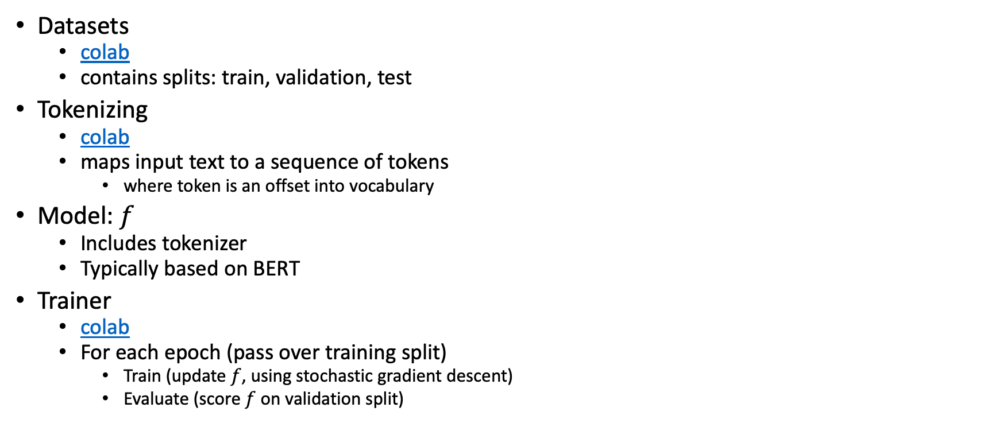 • Datasets
• colab
• contains splits: train, validation, test
• Tokenizing
• colab
• maps input text to a sequence of tokens
• where token is an offset into vocabulary
• Model: f
• Includes tokenizer
• Typically based on BERT
• Trainer
• colab
• For each epoch (pass over training split)
• Train (update f, using stochastic gradient descent)
• Evaluate (score f on validation split)